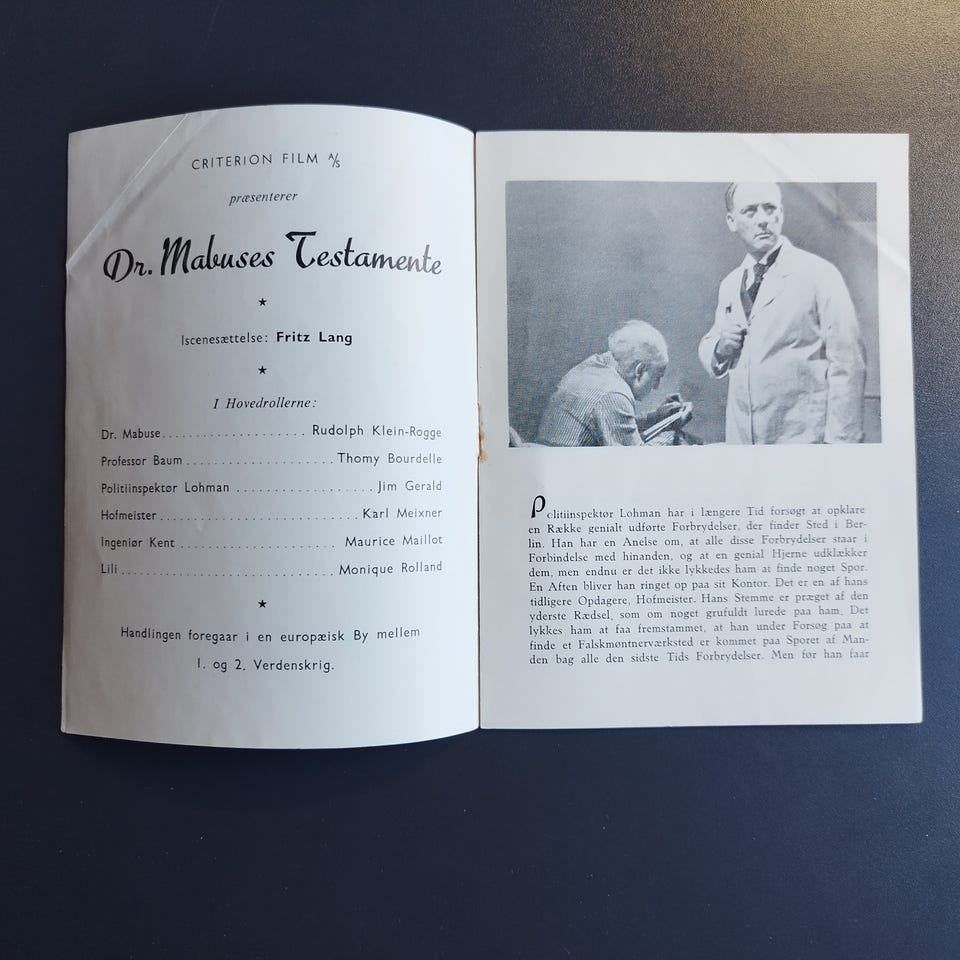 CRITERION FILM A/S
præsenterer
Dr. Mabuses Testamente
★
Iscenesættelse: Fritz Lang
★
I Hovedrollerne:
Dr. Mabuse.................... Rudolph Klein-Rogge
Professor Baum.....................Thomy Bourdelle
Politiinspektør Lohman ...................Jim Gerald
Hofmeister............................Karl Meixner
Ingeniør Kent ...................... Maurice Maillot
Lili................................Monique Rolland
★
Handlingen foregaar i en europæisk By mellem
1. og 2. Verdenskrig.
Politiinspektør Lohman har i længere Tid forsøgt at opklare
en Række genialt udførte Forbrydelser, der finder Sted i Ber-
lin. Han har en Anelse om, at alle disse Forbrydelser staar i
Forbindelse med hinanden, og at en genial Hjerne udklækker
dem, men endnu er det ikke lykkedes ham at finde noget Spor.
En Aften bliver han ringet op paa sit Kontor. Det er en af hans
tidligere Opdagere, Hofmeister. Hans Stemme er præget af den
yderste Rædsel, som om noget grufuldt lurede paa ham. Det
lykkes ham at faa fremstammet, at han under Forsøg paa at
finde et Falskmøntnerværksted er kommet paa Sporet af Man-
den bag alle den sidste Tids Forbrydelser. Men før han faar